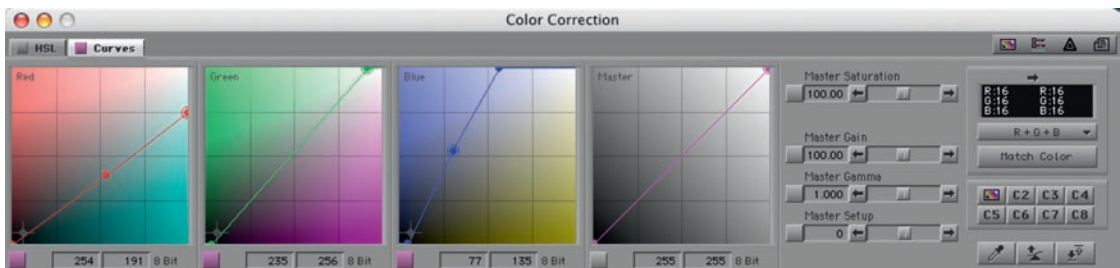 Color Correction
HSL Curves
Red
254 191 8 Bit
Green
235 256 8 Bit
Blue
77 135 8 Bit
Master
255 255 8 Bit
Master Saturation
100.00
Master Gain
100.00
Master Gamma
1.000
Master Setup
0
R:16 R:16
G:16 G:16
B:16 B:16
R+G+B
Match Color
C2 C3 C4
C5 C6 C7 C8